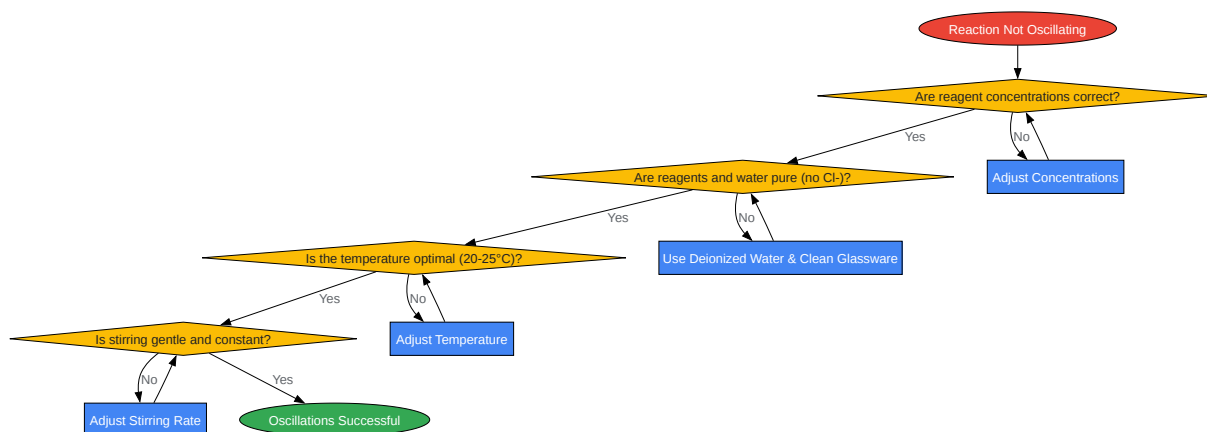 Reaction Not Oscillating
Are reagent concentrations correct?
Yes
No
Are reagents and water pure (no Cl-)?
Adjust Concentrations
Yes
No
Is the temperature optimal (20-25°C)?
Use Deionized Water & Clean Glassware
Yes
No
Is stirring gentle and constant?
Adjust Temperature
No
Yes
Adjust Stirring Rate
Oscillations Successful